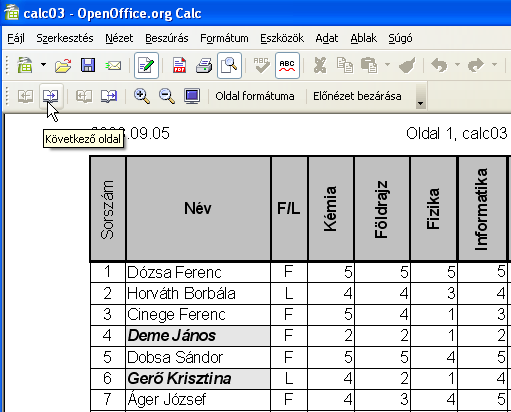 calc03 - OpenOffice.org Calc
Fájl Szerkesztés Nézet Beszúrás Formátum Eszközök Adat Ablak Súgó
ABC ABC
Oldal formátuma Előnézet bezárása
Következő oldal
.09.05 Oldal 1, calc03
Sorszám Név F/L Kémia Földrajz Fizika Informatika
1 Dózsa Ferenc F 5 5 5 5
2 Horváth Borbála L 4 4 3 4
3 Cinege Ferenc F 5 4 1 3
4 Deme János F 2 2 1 2
5 Dobsa Sándor F 5 5 4 5
6 Gerő Krisztina L 4 2 1 4
7 Áger József F 4 3 4 5